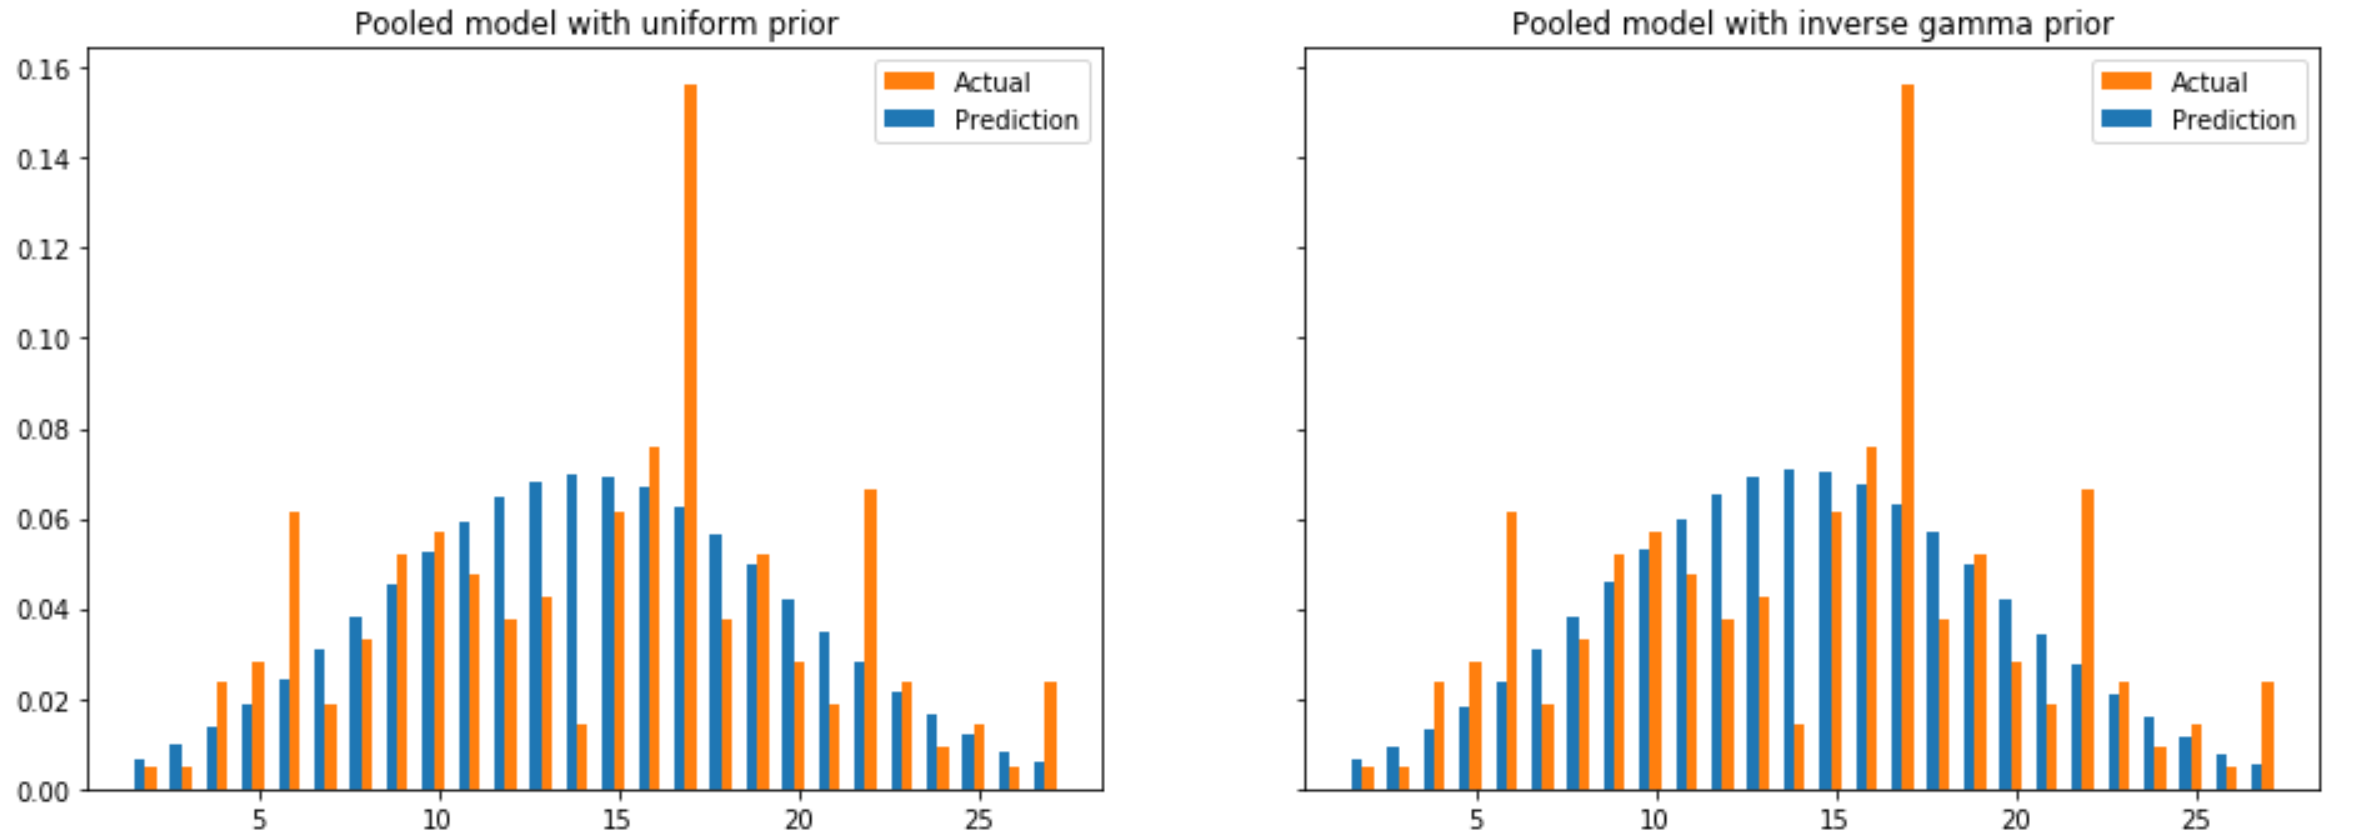 Pooled model with uniform prior
Actual
Prediction
0.16
0.14
0.12
0.10
0.08
0.06
0.04
0.02
0.00
5 10 15 20 25
Pooled model with inverse gamma prior
Actual
Prediction
5 10 15 20 25